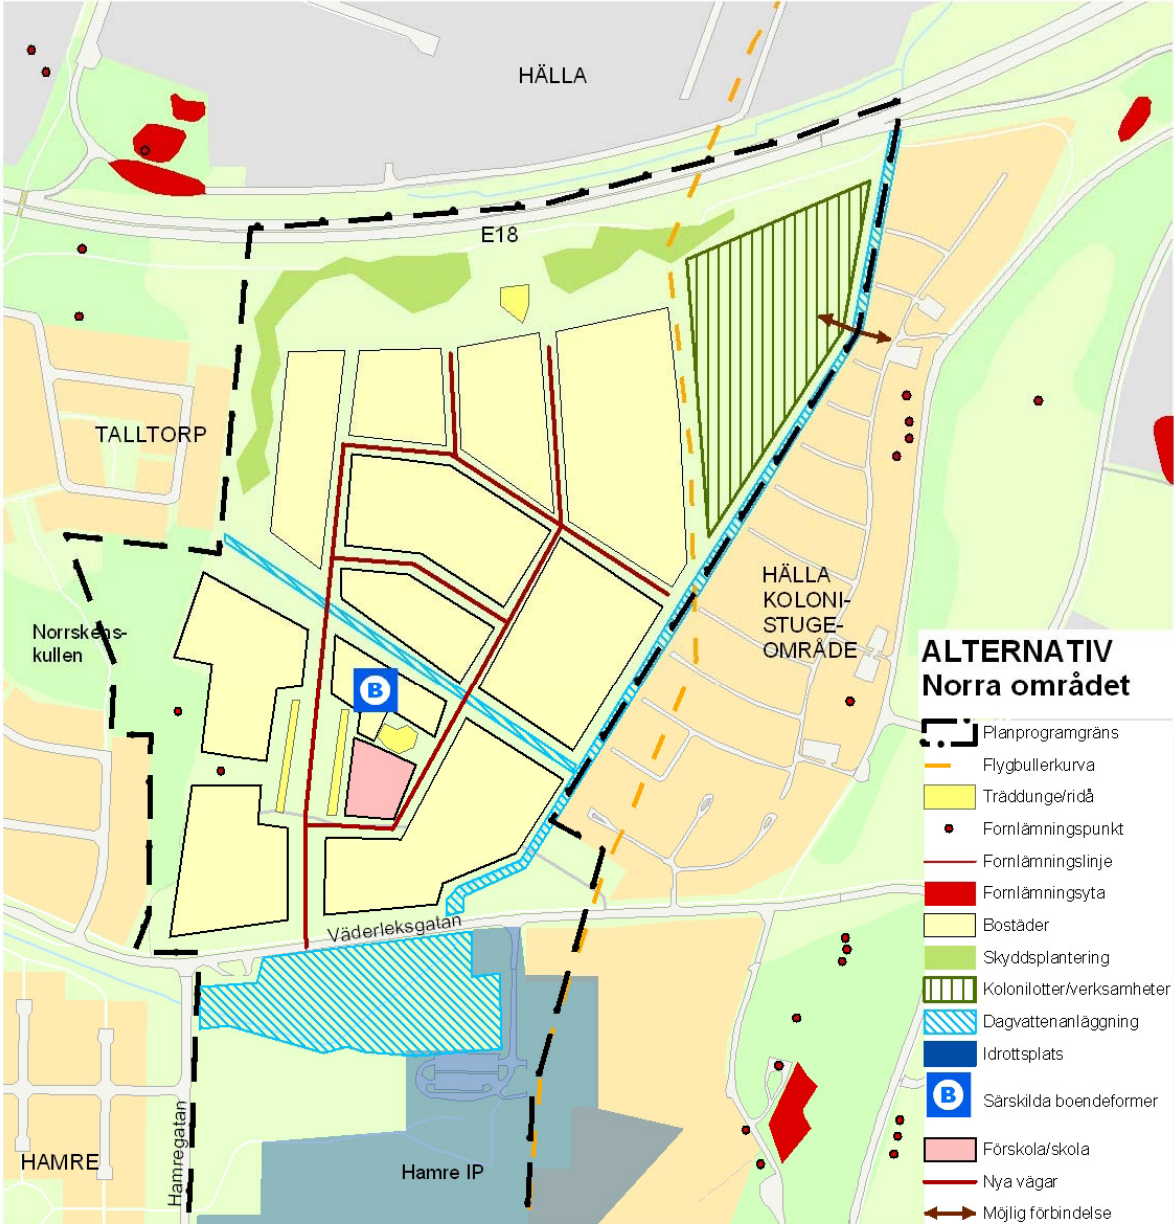 HÄLLA
E18
TALLTORP
HÄLLA
KOLONI-
STUGE-
OMRÅDE
Norrskens-
kullen
B
Väderleksgatan
Hamregatan
HAMRE
Hamre IP
ALTERNATIV
Norra området
Planprogramgräns
Flygbullerkurva
Träddunge/ridå
Fornlämningspunkt
Fornlämningslinje
Fornlämningsyta
Bostäder
Skyddsplantering
Kolonilotter/verksamheter
Dagvattenanläggning
Idrottsplats
B
Särskilda boendeformer
Förskola/skola
Nya vägar
Möjlig förbindelse